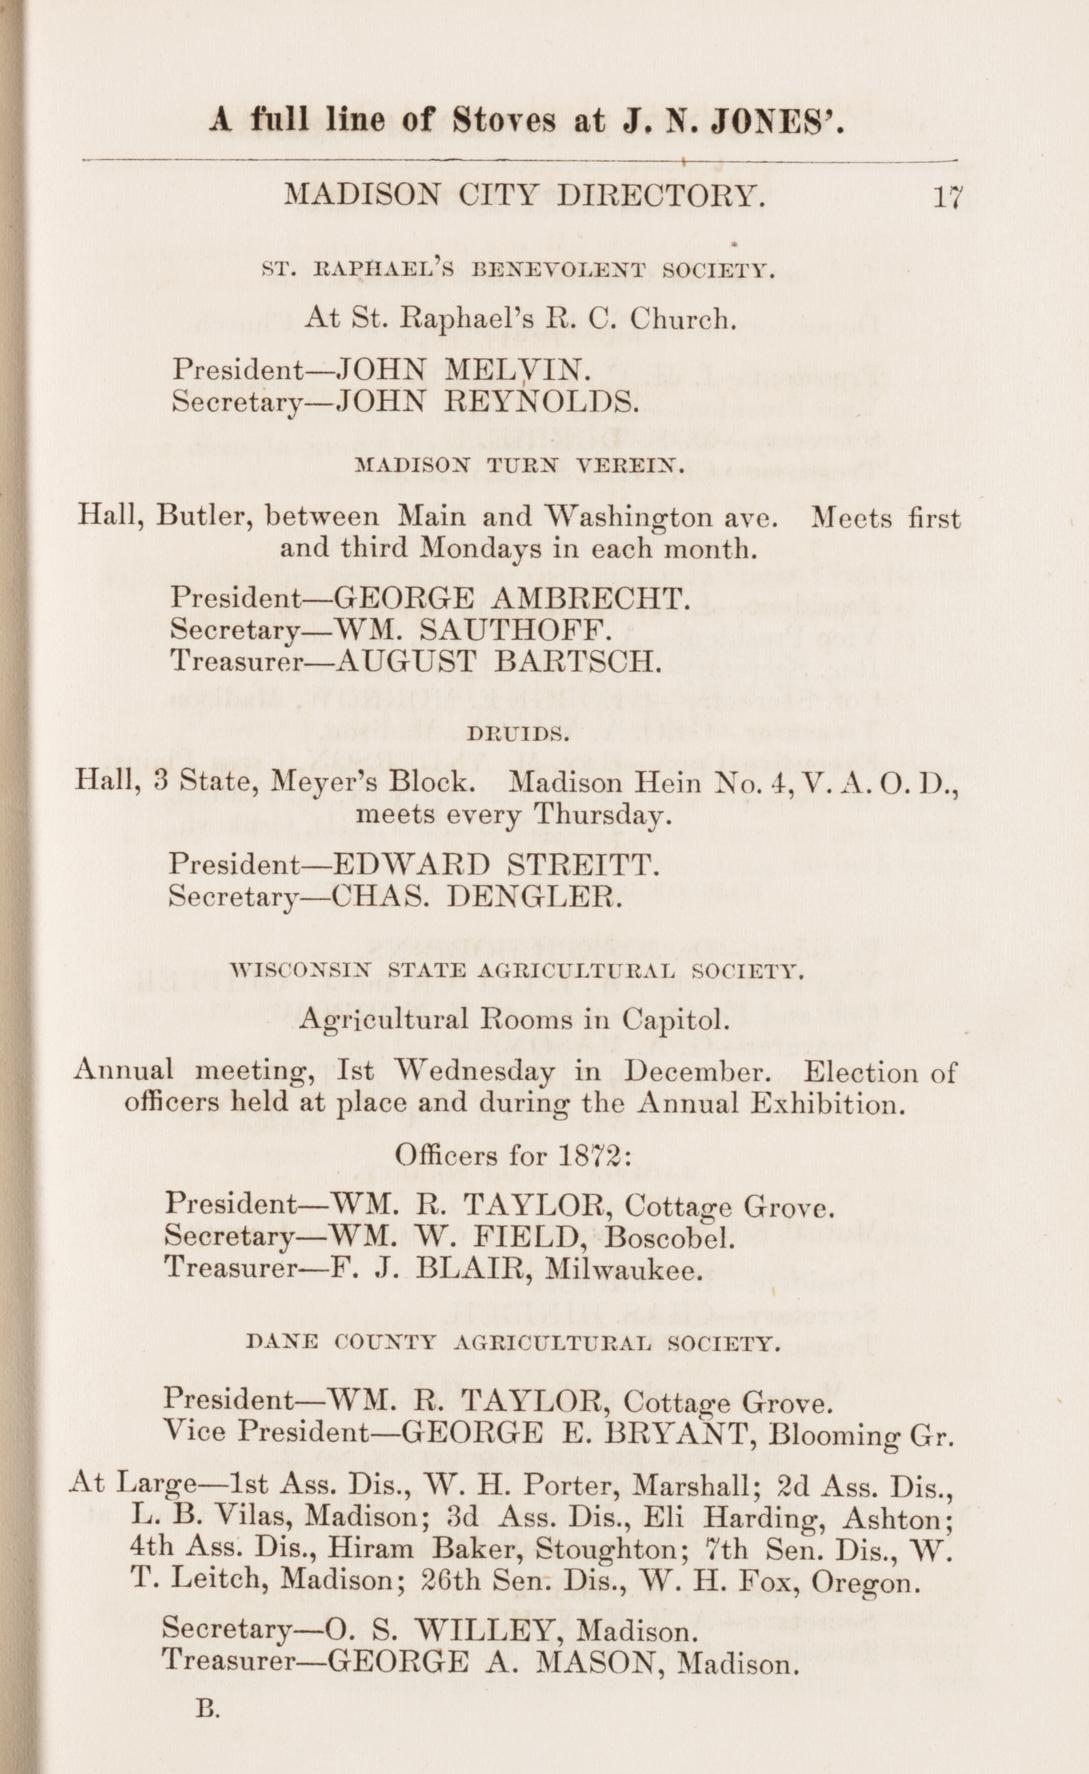 A full line of Stoves at J. N. JONES'.
MADISON CITY DIRECTORY. 17
ST. RAPHAEL'S BENEVOLENT SOCIETY.
At St. Raphael's R. C. Church.
President—JOHN MELVIN.
Secretary—JOHN REYNOLDS.
MADISON TURN VEREIN.
Hall, Butler, between Main and Washington ave. Meets first
and third Mondays in each month.
President—GEORGE AMBRECHT.
Secretary—WM. SAUTHOFF.
Treasurer—AUGUST BARTSCH.
DRUIDS.
Hall, 3 State, Meyer's Block. Madison Hein No. 4, V. A. O. D.,
meets every Thursday.
President—EDWARD STREITT.
Secretary—CHAS. DENGLER.
WISCONSIN STATE AGRICULTURAL SOCIETY.
Agricultural Rooms in Capitol.
Annual meeting, Ist Wednesday in December. Election of
officers held at place and during the Annual Exhibition.
Officers for 1872:
President—WM. R. TAYLOR, Cottage Grove.
Secretary—WM. W. FIELD, Boscobel.
Treasurer—F. J. BLAIR, Milwaukee.
DANE COUNTY AGRICULTURAL SOCIETY.
President—WM. R. TAYLOR, Cottage Grove.
Vice President—GEORGE E. BRYANT, Blooming Gr.
At Large—1st Ass. Dis., W. H. Porter, Marshall; 2d Ass. Dis.,
L. B. Vilas, Madison; 3d Ass. Dis., Eli Harding, Ashton;
4th Ass. Dis., Hiram Baker, Stoughton; 7th Sen. Dis., W.
T. Leitch, Madison; 26th Sen. Dis., W. H. Fox, Oregon.
Secretary—O. S. WILLEY, Madison.
Treasurer—GEORGE A. MASON, Madison.
B.